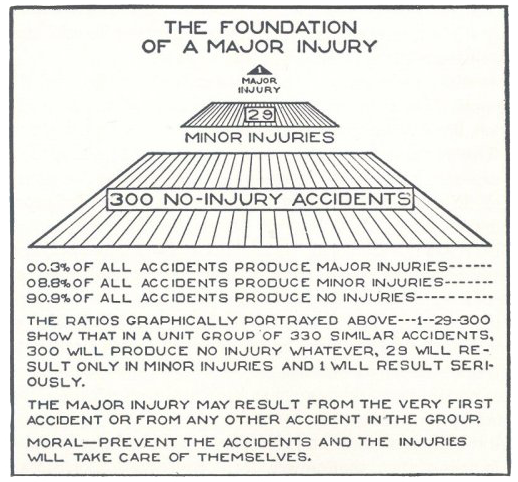 THE FOUNDATION
OF A MAJOR INJURY
1
MAJOR
INJURY
29
MINOR INJURIES
300 NO-INJURY ACCIDENTS
00.3% OF ALL ACCIDENTS PRODUCE MAJOR INJURIES------
08.8% OF ALL ACCIDENTS PRODUCE MINOR INJURIES------
90.9% OF ALL ACCIDENTS PRODUCE NO INJURIES----------
THE RATIOS GRAPHICALLY PORTRAYED ABOVE---1--29--300
SHOW THAT IN A UNIT GROUP OF 330 SIMILAR ACCIDENTS,
300 WILL PRODUCE NO INJURY WHATEVER, 29 WILL RE-
SULT ONLY IN MINOR INJURIES AND 1 WILL RESULT SERI-
OUSLY.
THE MAJOR INJURY MAY RESULT FROM THE VERY FIRST
ACCIDENT OR FROM ANY OTHER ACCIDENT IN THE GROUP.
MORAL—PREVENT THE ACCIDENTS AND THE INJURIES
WILL TAKE CARE OF THEMSELVES.